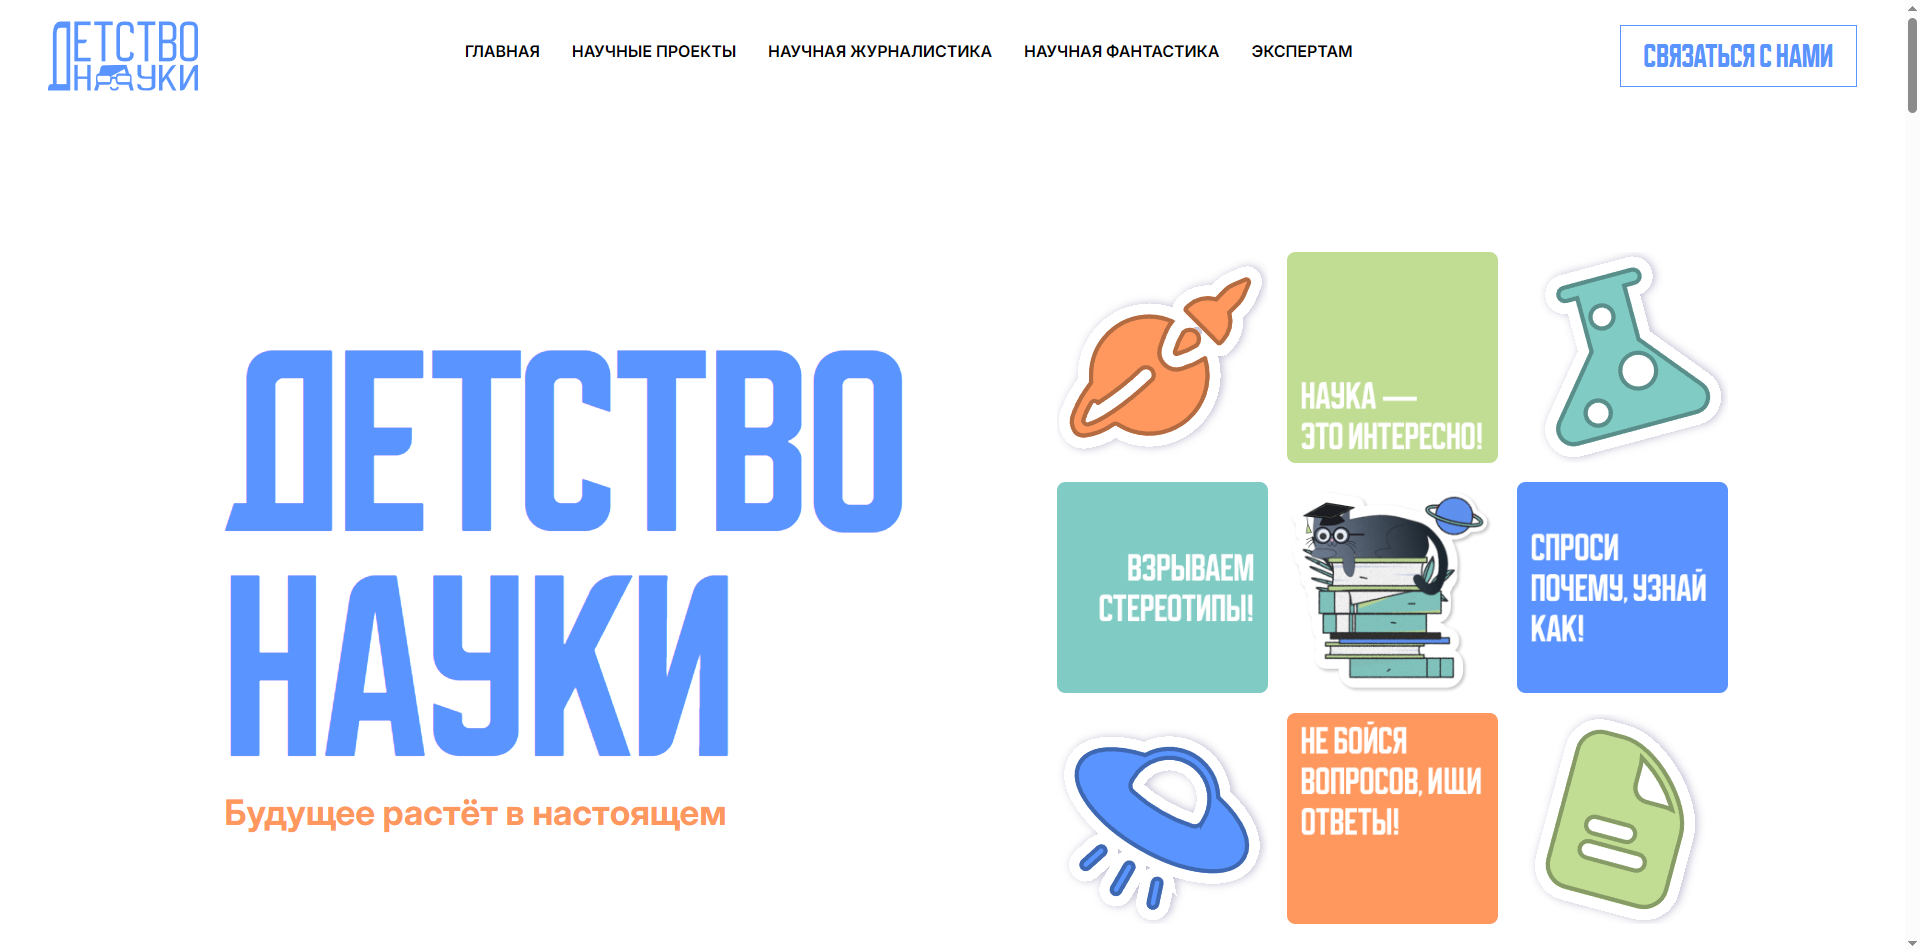 ДЕТСТВО
НАУКИ
ГЛАВНАЯ
НАУЧНЫЕ ПРОЕКТЫ
НАУЧНАЯ ЖУРНАЛИСТИКА
НАУЧНАЯ ФАНТАСТИКА
ЭКСПЕРТАМ
СВЯЗАТЬСЯ С НАМИ
ДЕТСТВО
НАУКИ
Будущее растёт в настоящем
НАУКА —
ЭТО ИНТЕРЕСНО!
ВЗРЫВАЕМ
СТЕРЕОТИПЫ!
СПРОСИ
ПОЧЕМУ, УЗНАЙ
КАК!
НЕ БОЙСЯ
ВОПРОСОВ, ИЩИ
ОТВЕТЫ!